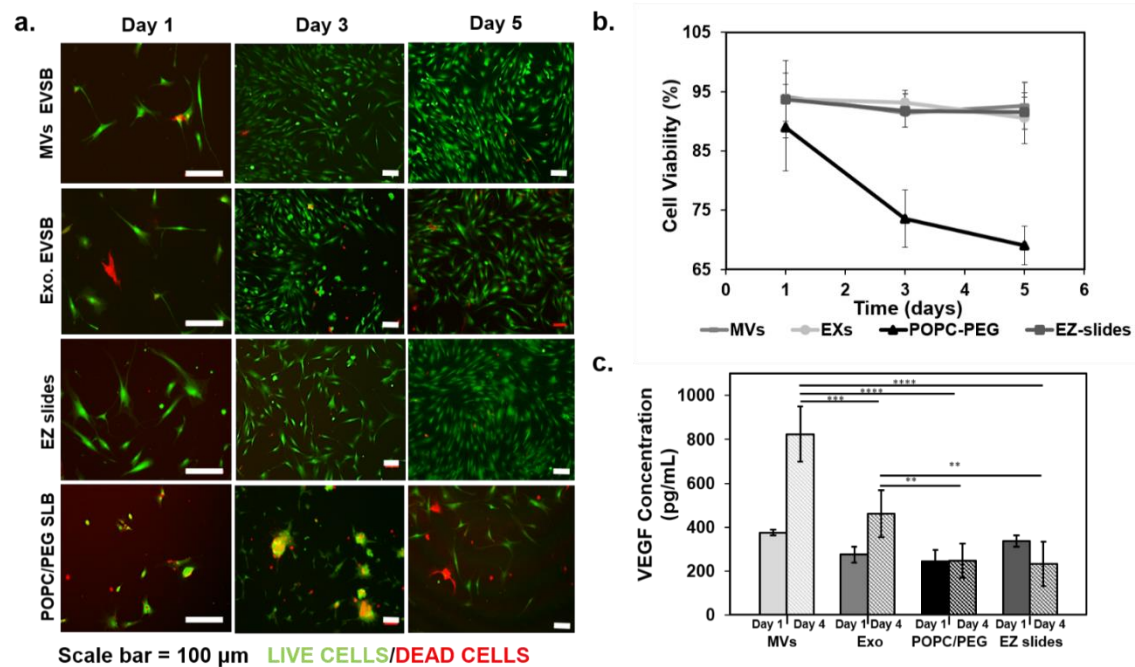 a.
Day 1 Day 3 Day 5
MVs EVSB
Exo. EVSB
EZ slides
POPC/PEG SLB
Scale bar = 100 µm LIVE CELLS/DEAD CELLS
b.
Cell Viability (%)
105
95
85
75
65
0 1 2 3 4 5 6
Time (days)
MVs EXs POPC-PEG EZ-slides
c.
VEGF Concentration
(pg/mL)
1000
800
600
400
200
0
****
****
***
**
**
Day 1 Day 4 Day 1 Day 4 Day 1 Day 4 Day 1 Day 4
MVs Exo POPC/PEG EZ slides